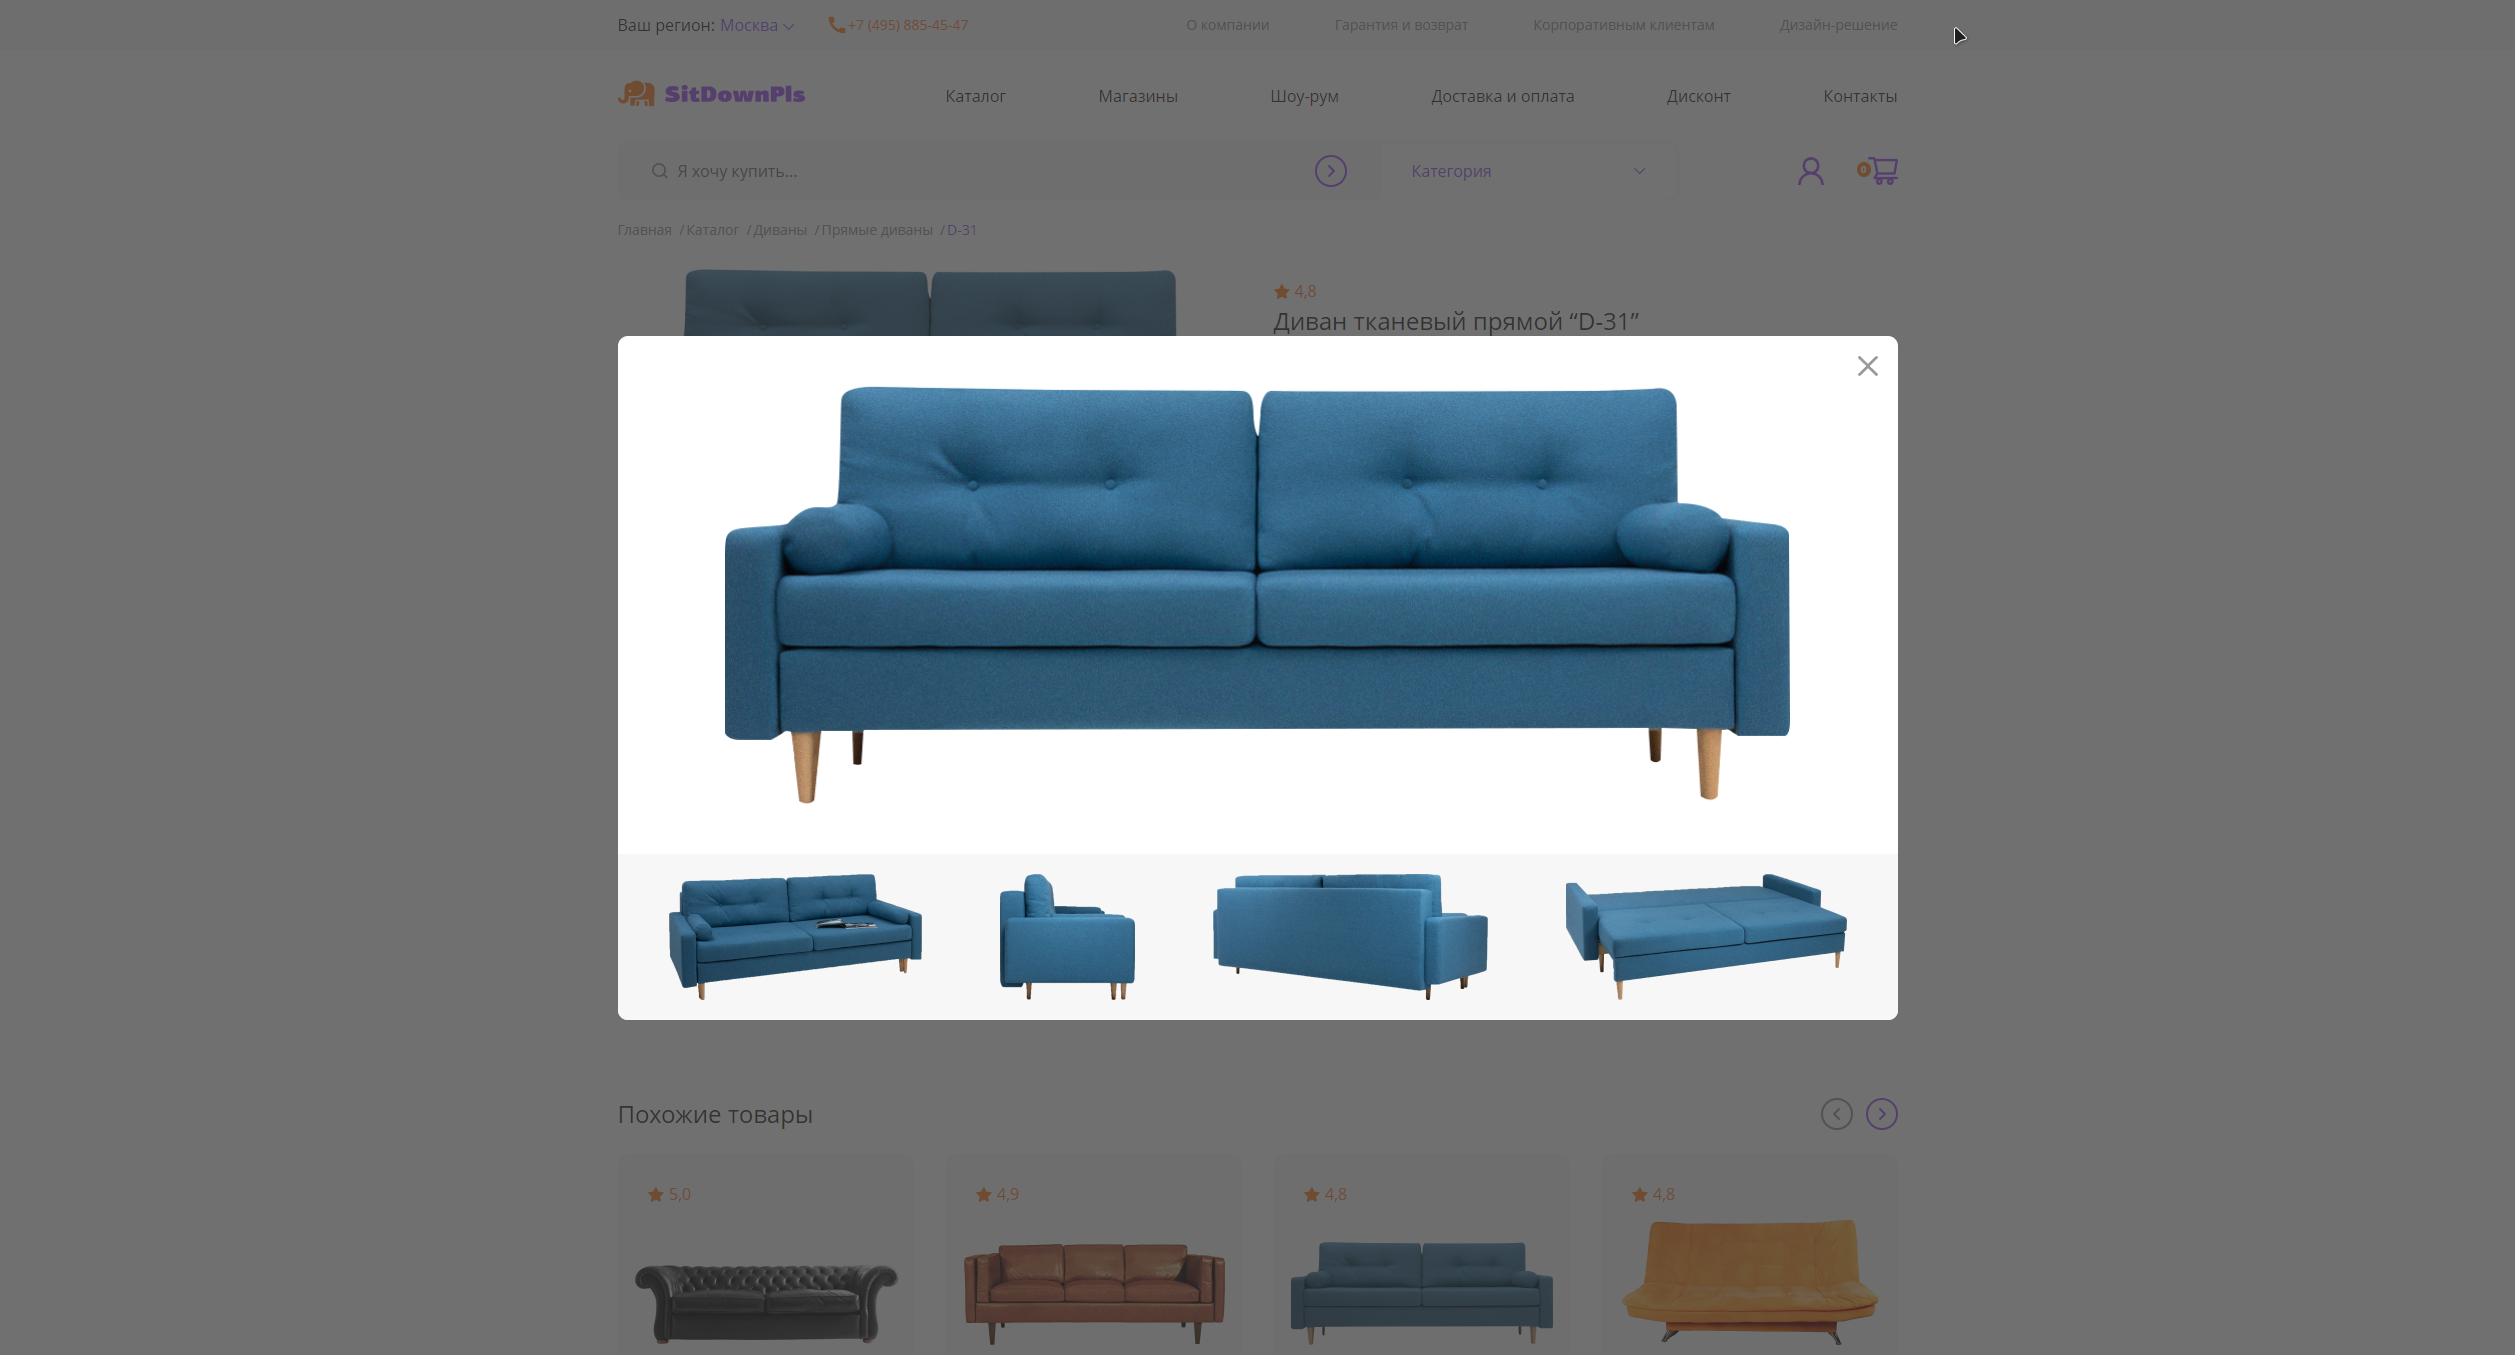 Ваш регион: Москва +7 (495) 885-45-47 О компании Гарантия и возврат Корпоративным клиентам Дизайн-решение
SitDownPls Каталог Магазины Шоу-рум Доставка и оплата Дисконт Контакты
Я хочу купить... Категория 0
Главная / Каталог / Диваны / Прямые диваны / D-31
4,8
Диван тканевый прямой “D-31”
Похожие товары
5,0 4,9 4,8 4,8